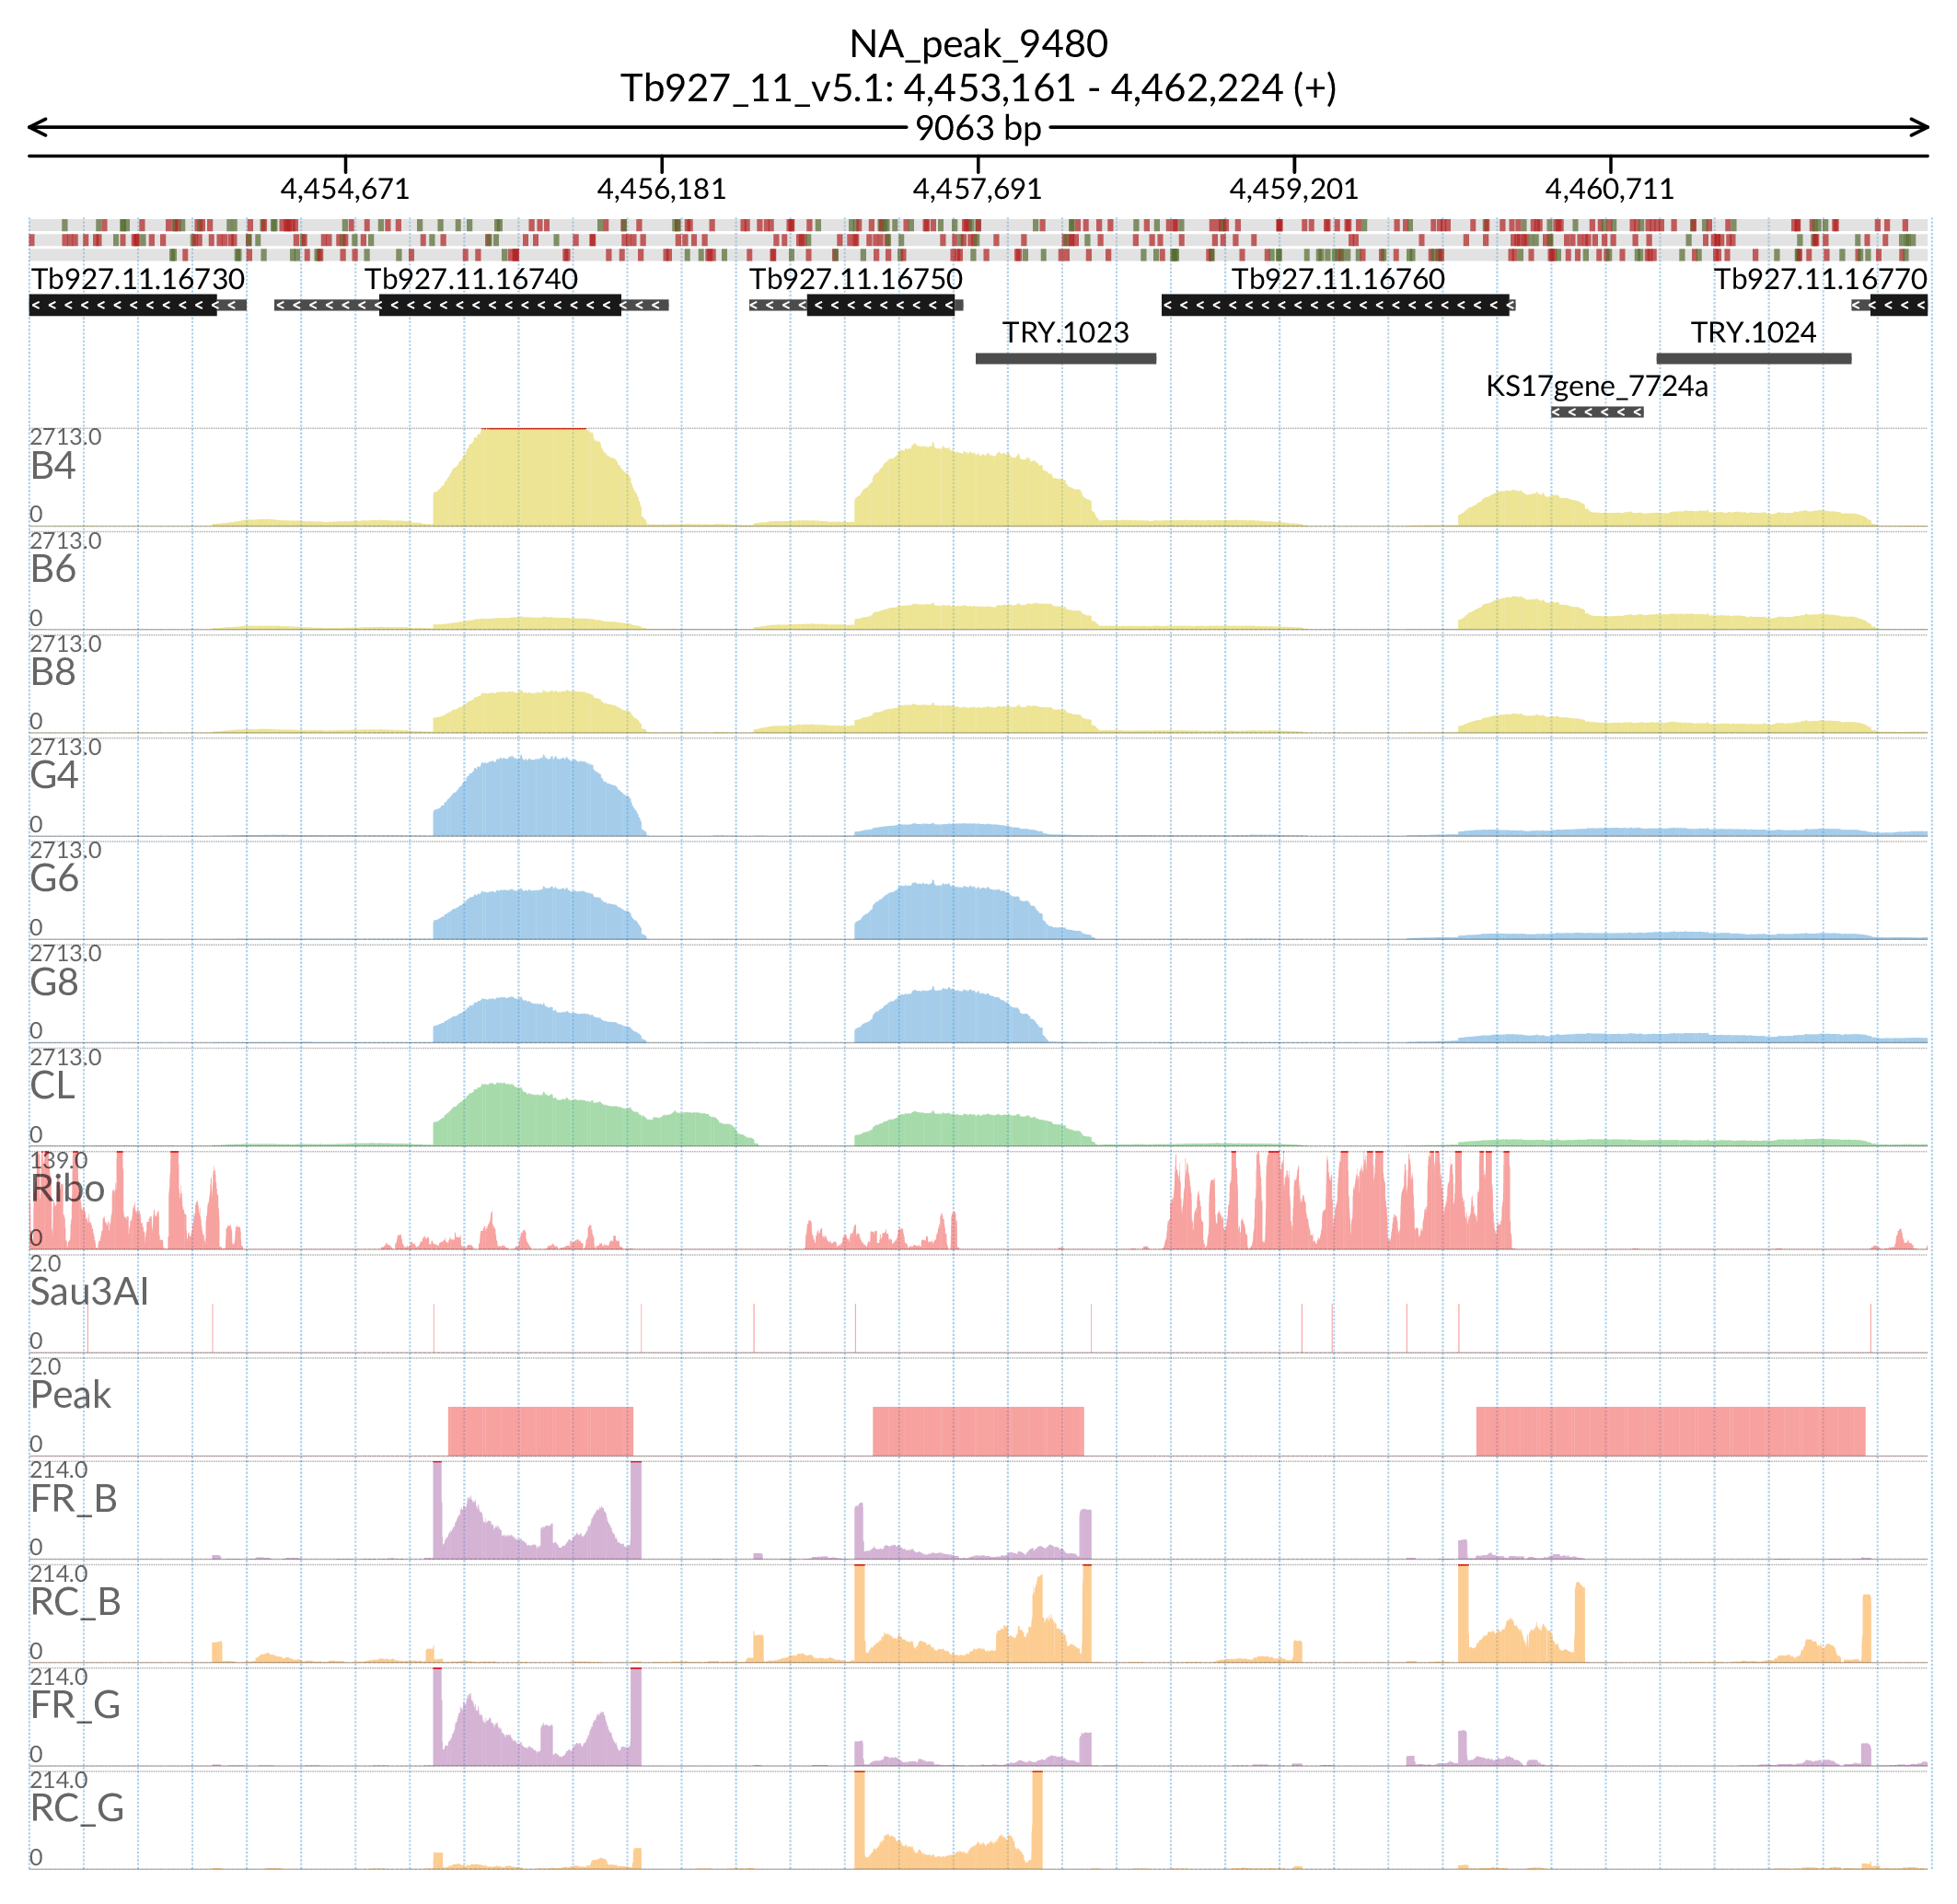 NA_peak_9480
Tb927_11_v5.1: 4,453,161 - 4,462,224 (+)
9063 bp
4,454,671 4,456,181 4,457,691 4,459,201 4,460,711
Tb927.11.16730 Tb927.11.16740 Tb927.11.16750 Tb927.11.16760 Tb927.11.16770
TRY.1023 TRY.1024
KS17gene_7724a
2713.0
B4
0
2713.0
B6
0
2713.0
B8
0
2713.0
G4
0
2713.0
G6
0
2713.0
G8
0
2713.0
CL
0
139.0
Ribo
0
2.0
Sau3AI
0
2.0
Peak
0
214.0
FR_B
0
214.0
RC_B
0
214.0
FR_G
0
214.0
RC_G
0